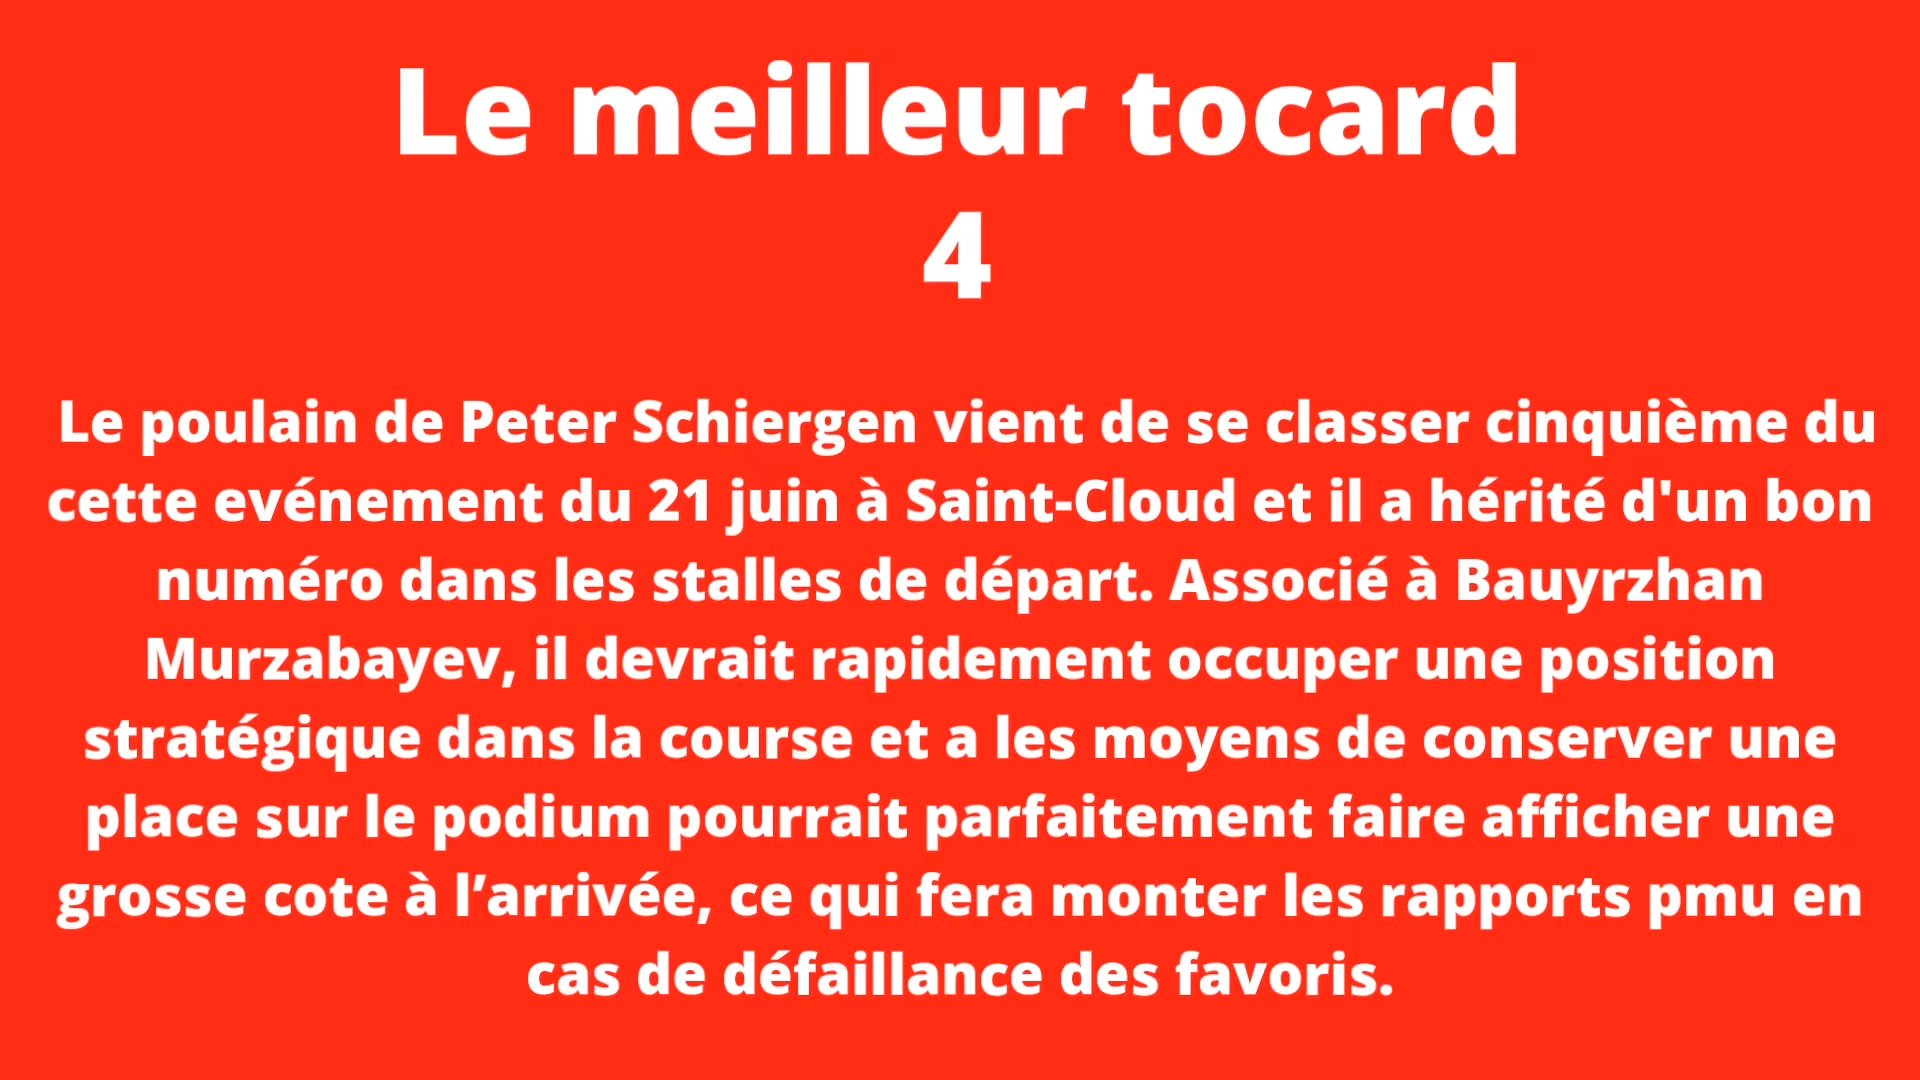 Le meilleur tocard
4
Le poulain de Peter Schiergen vient de se classer cinquième du
cette evénement du 21 juin à Saint-Cloud et il a hérité d'un bon
numéro dans les stalles de départ. Associé à Bauyrzhan
Murzabayev, il devrait rapidement occuper une position
stratégique dans la course et a les moyens de conserver une
place sur le podium pourrait parfaitement faire afficher une
grosse cote à l’arrivée, ce qui fera monter les rapports pmu en
cas de défaillance des favoris.